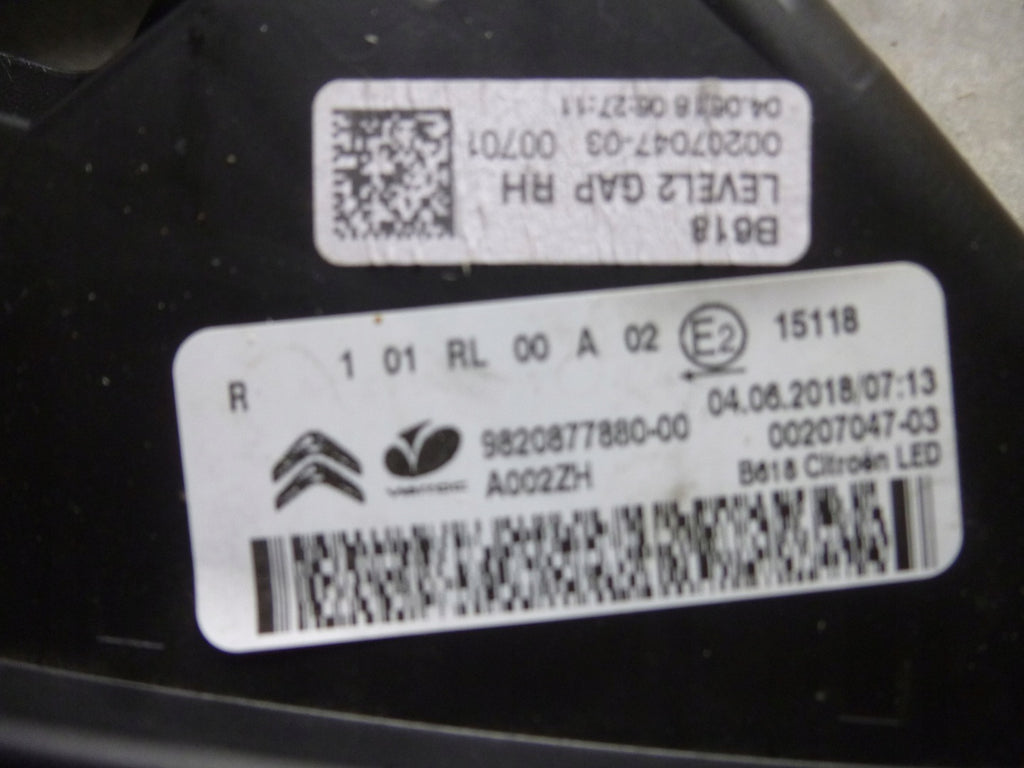 B618
LEVEL2 GAP RH
00207047-03 00701
04.06.18 06:27:11
R 1 01 RL 00 A 02 E2 15118
04.06.2018/07:13
9820877880-00 00207047-03
A002ZH B618 Citroën LED
Valeo